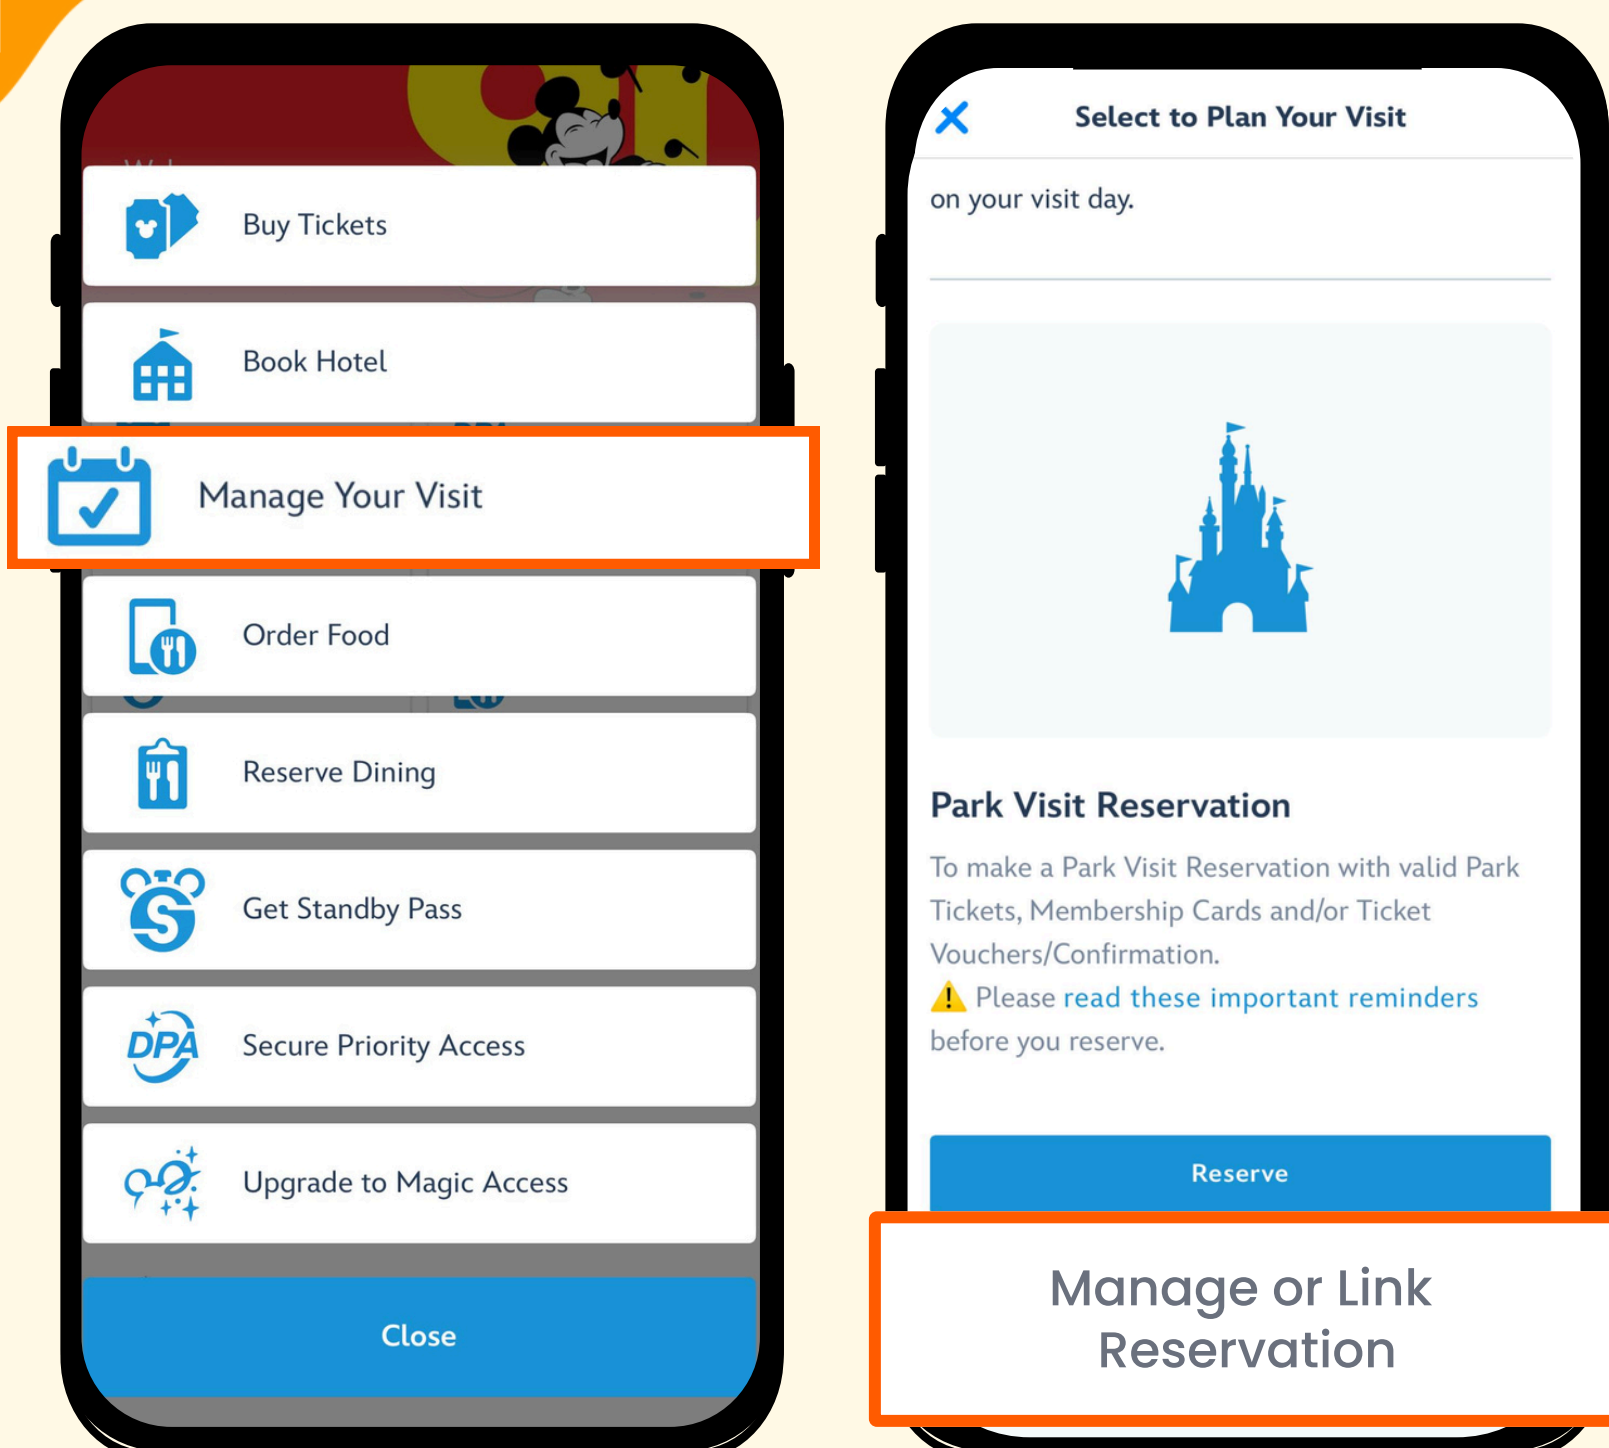 Buy Tickets
Book Hotel
Manage Your Visit
Order Food
Reserve Dining
S
Get Standby Pass
DPA
Secure Priority Access
Upgrade to Magic Access
Close
Select to Plan Your Visit
on your visit day.
Park Visit Reservation
To make a Park Visit Reservation with valid Park
Tickets, Membership Cards and/or Ticket
Vouchers/Confirmation.
⚠️ Please read these important reminders
before you reserve.
Reserve
Manage or Link
Reservation